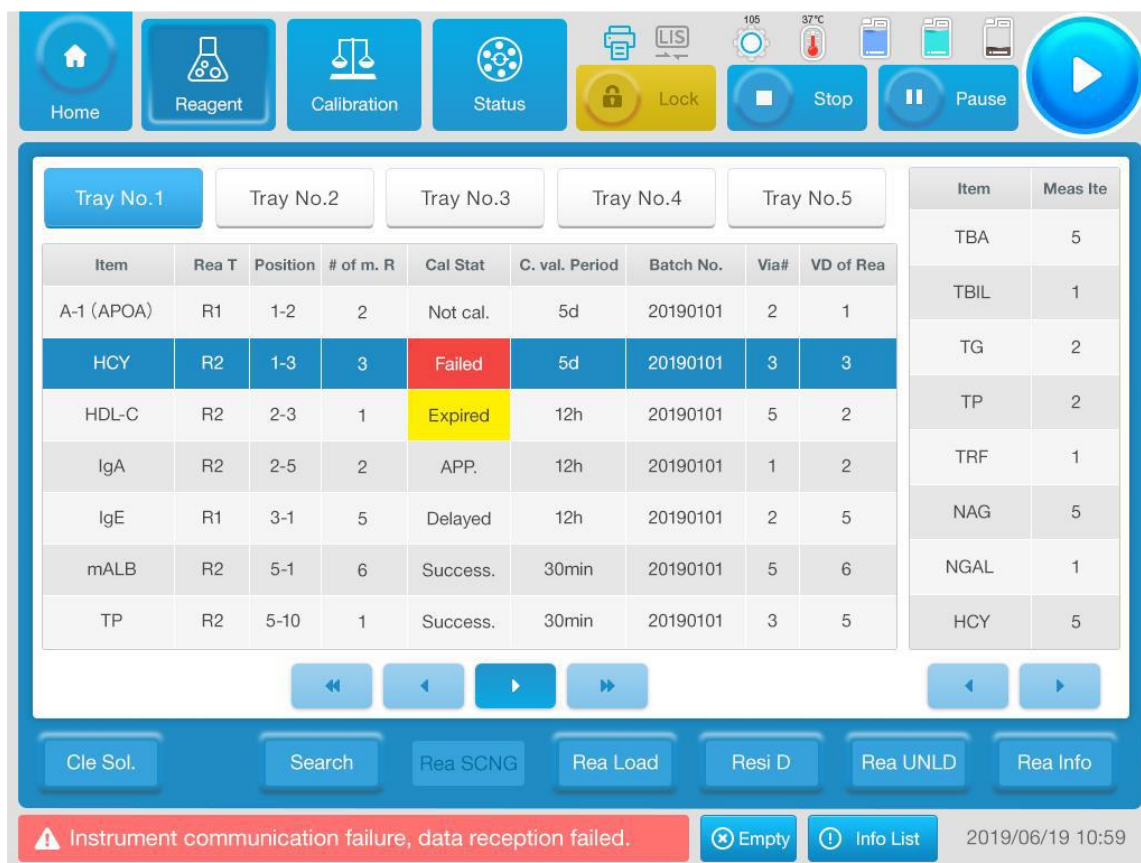 105 37°C
LIS
Home Reagent Calibration Status Lock Stop Pause
Tray No.1 Tray No.2 Tray No.3 Tray No.4 Tray No.5
Item Rea T Position # of m. R Cal Stat C. val. Period Batch No. Via# VD of Rea
A-1 (APOA) R1 1-2 2 Not cal. 5d 20190101 2 1
HCY R2 1-3 3 Failed 5d 20190101 3 3
HDL-C R2 2-3 1 Expired 12h 20190101 5 2
IgA R2 2-5 2 APP. 12h 20190101 1 2
IgE R1 3-1 5 Delayed 12h 20190101 2 5
mALB R2 5-1 6 Success. 30min 20190101 5 6
TP R2 5-10 1 Success. 30min 20190101 3 5
Item Meas Ite
TBA 5
TBIL 1
TG 2
TP 2
TRF 1
NAG 5
NGAL 1
HCY 5
Cle Sol. Search Rea SCNG Rea Load Resi D Rea UNLD Rea Info
Instrument communication failure, data reception failed. Empty Info List 2019/06/19 10:59